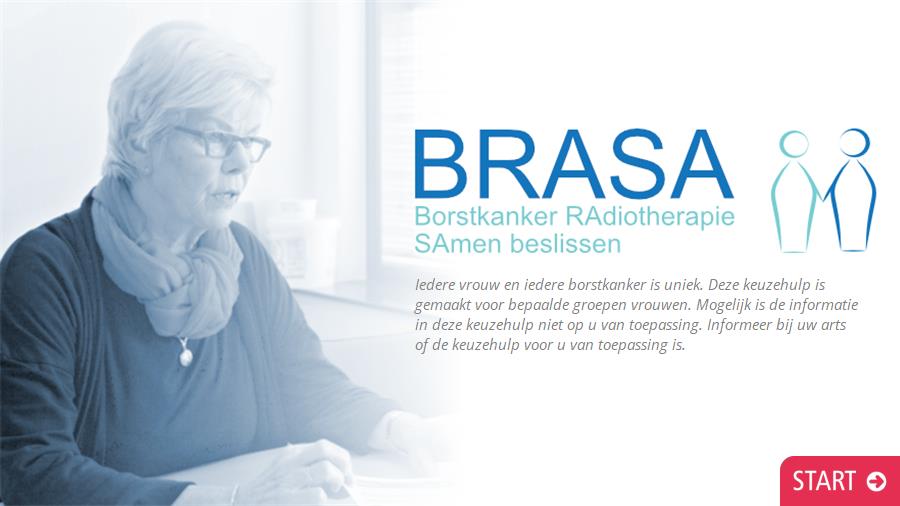 BRASA
Borstkanker RAdiotherapie
SAmen beslissen
Iedere vrouw en iedere borstkanker is uniek. Deze keuzehulp is
gemaakt voor bepaalde groepen vrouwen. Mogelijk is de informatie
in deze keuzehulp niet op u van toepassing. Informeer bij uw arts
of de keuzehulp voor u van toepassing is.
START